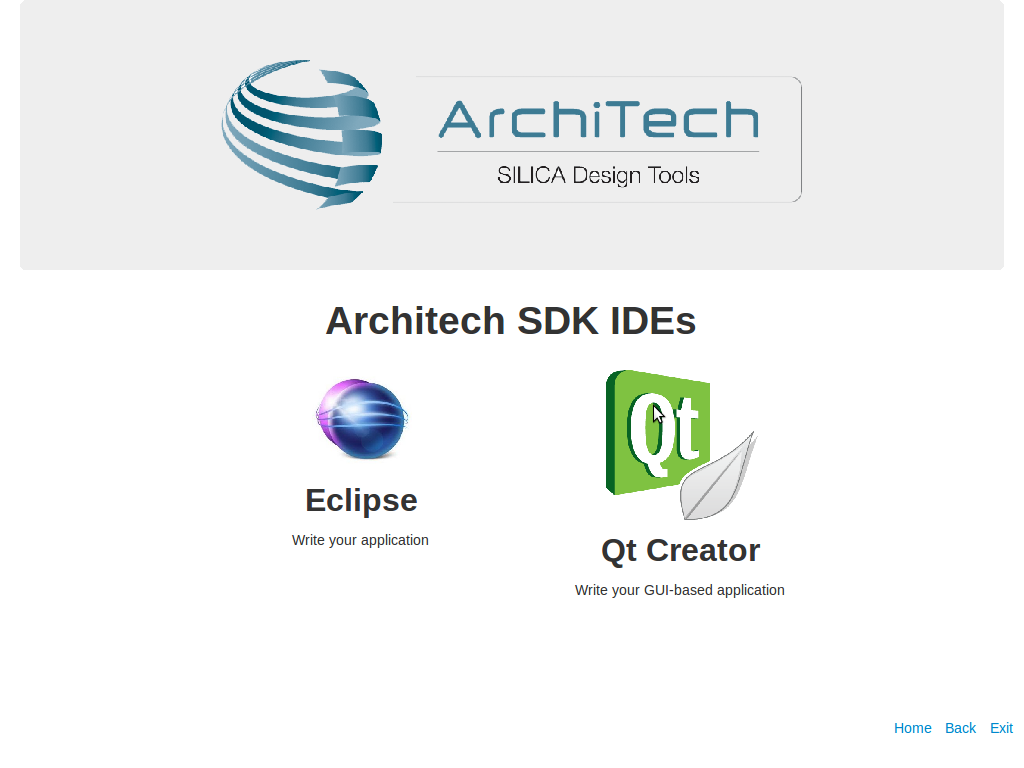 ArchiTech
SILICA Design Tools
Architech SDK IDEs
Qt
Eclipse
Write your application
Qt Creator
Write your GUI-based application
Home Back Exit